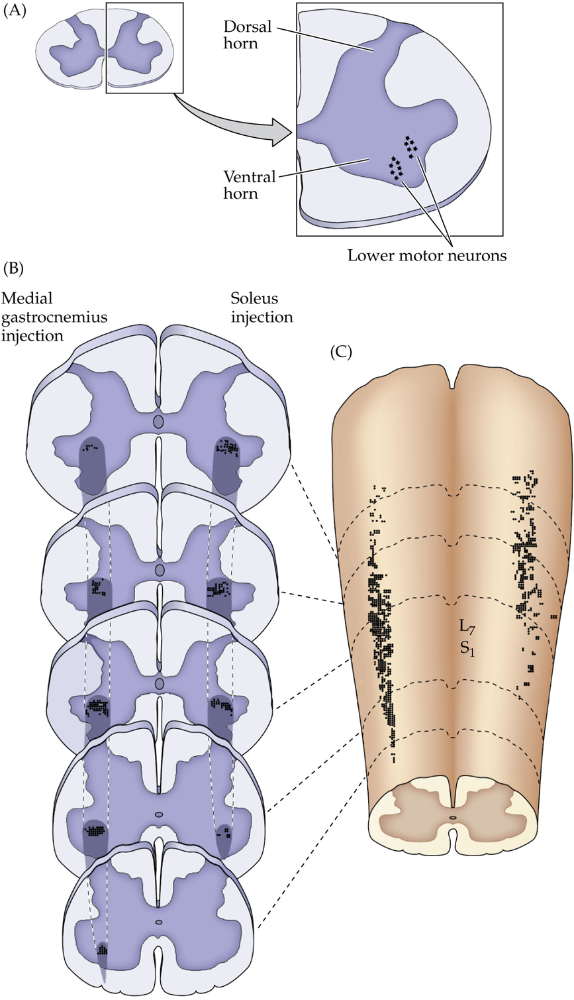 (A)
Dorsal
horn
Ventral
horn
Lower motor neurons
(B)
Medial
gastrocnemius
injection
Soleus
injection
(C)
L7
S1